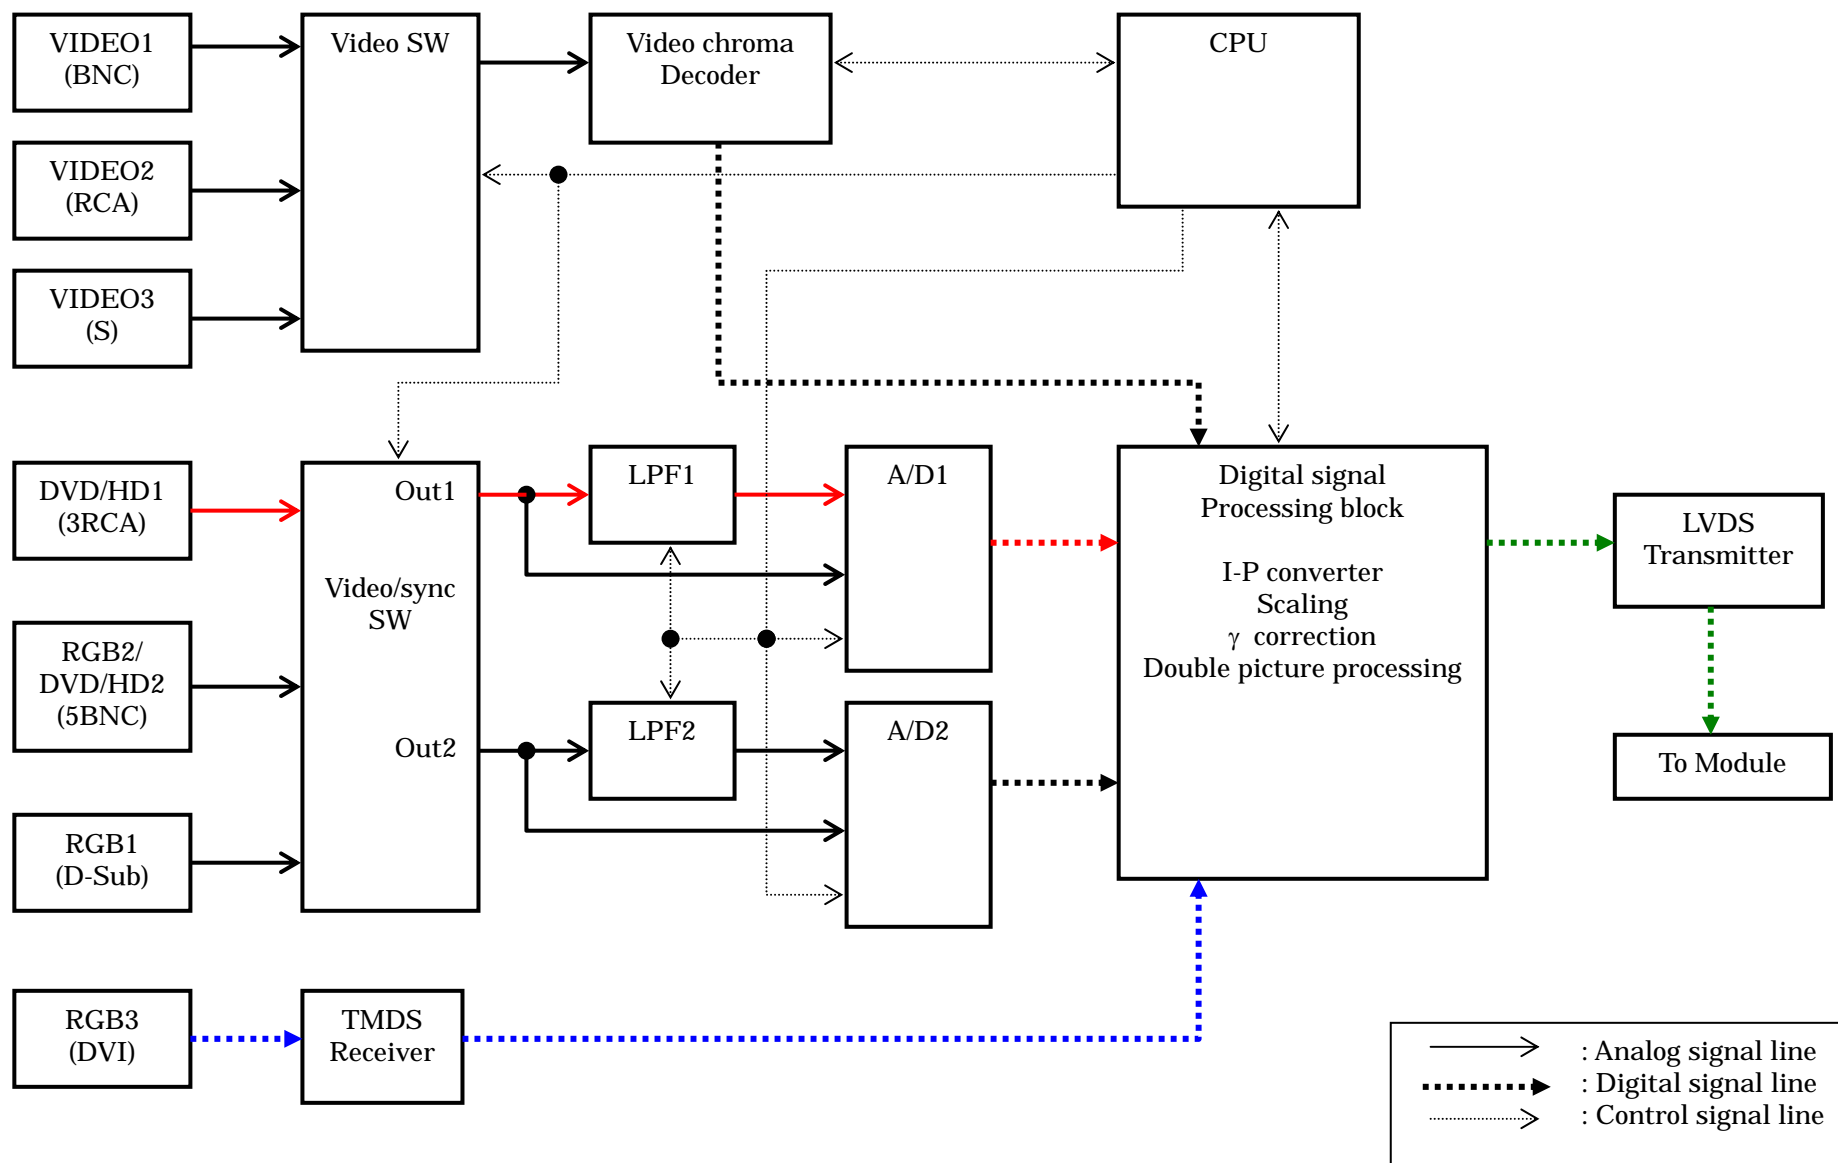 VIDEO1
(BNC)
Video SW
Video chroma
Decoder
CPU
VIDEO2
(RCA)
VIDEO3
(S)
DVD/HD1
(3RCA)
Out1
LPF1
A/D1
Digital signal
Processing block
I-P converter
Scaling
γ correction
Double picture processing
LVDS
Transmitter
Video/sync
SW
RGB2/
DVD/HD2
(5BNC)
Out2
LPF2
A/D2
To Module
RGB1
(D-Sub)
RGB3
(DVI)
TMDS
Receiver
: Analog signal line
: Digital signal line
: Control signal line